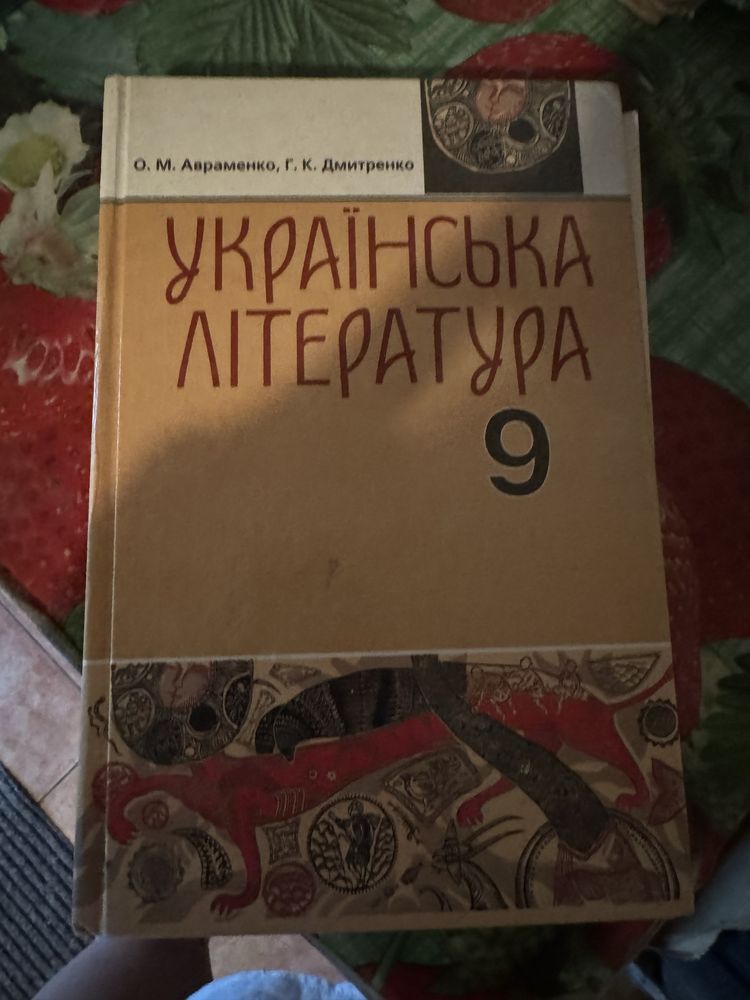 О. М. Авраменко, Г. К. Дмитренко
УКРАЇНСЬКА
ЛІТЕРАТУРА
9